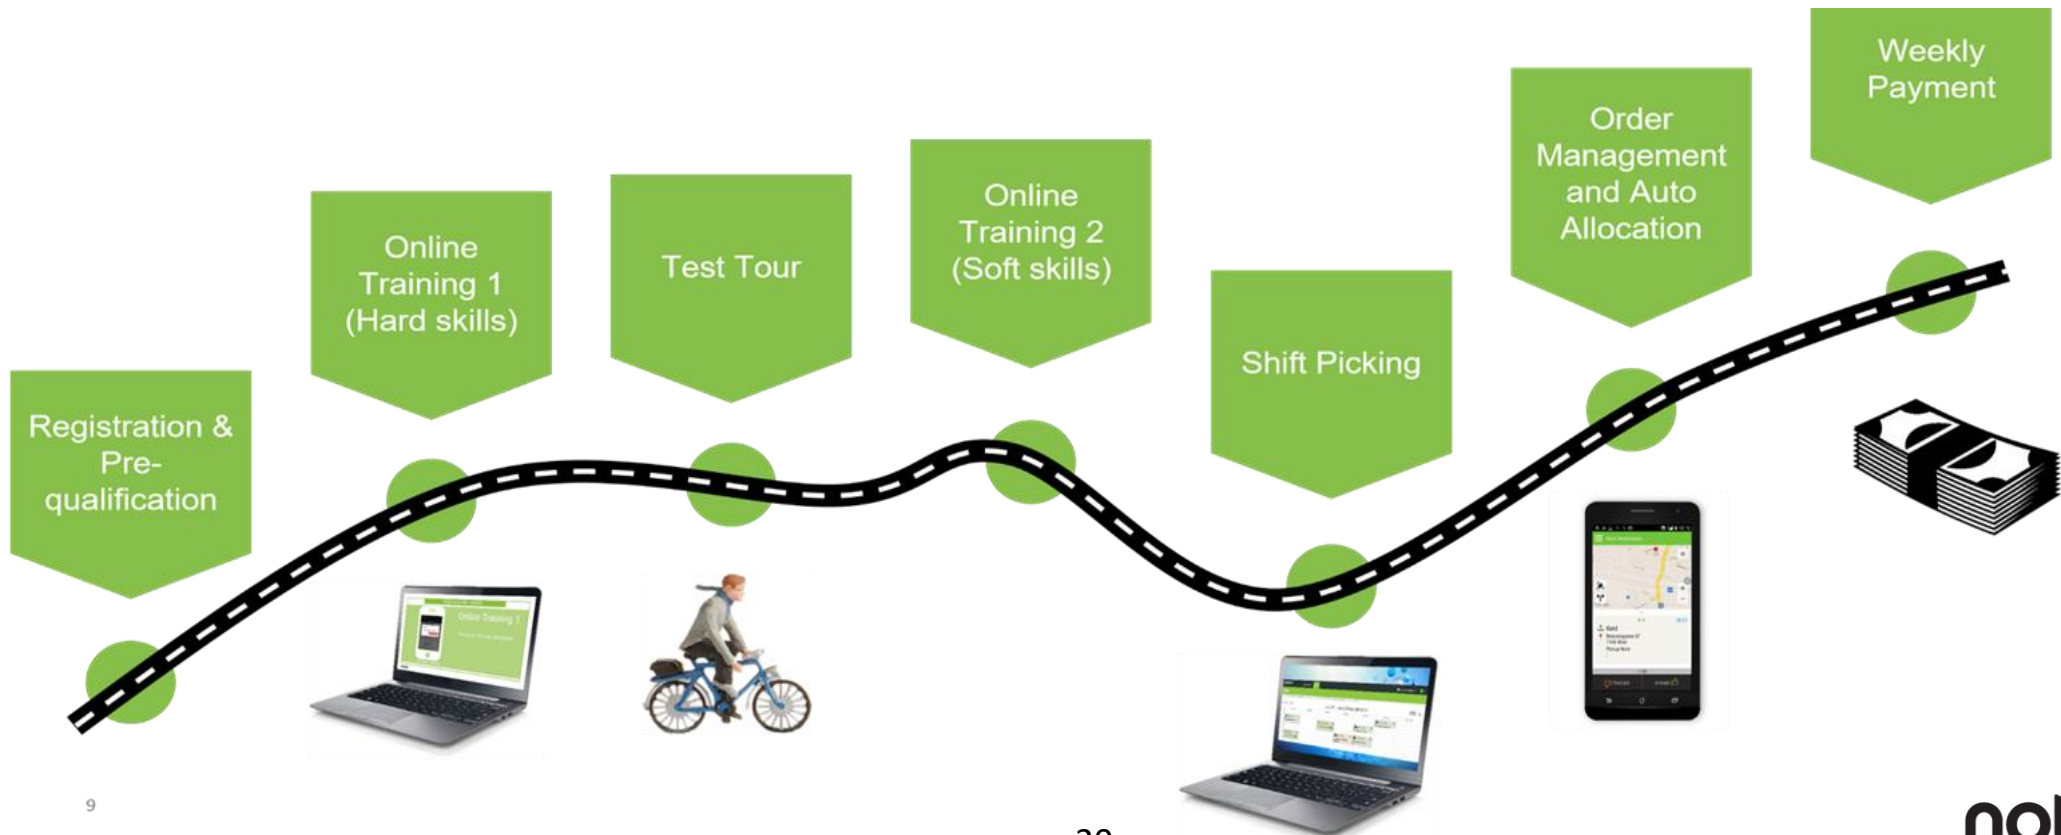 Registration &
Pre-
qualification
Online
Training 1
(Hard skills)
Test Tour
Online
Training 2
(Soft skills)
Shift Picking
Order
Management
and Auto
Allocation
Weekly
Payment
Online Training 1
9